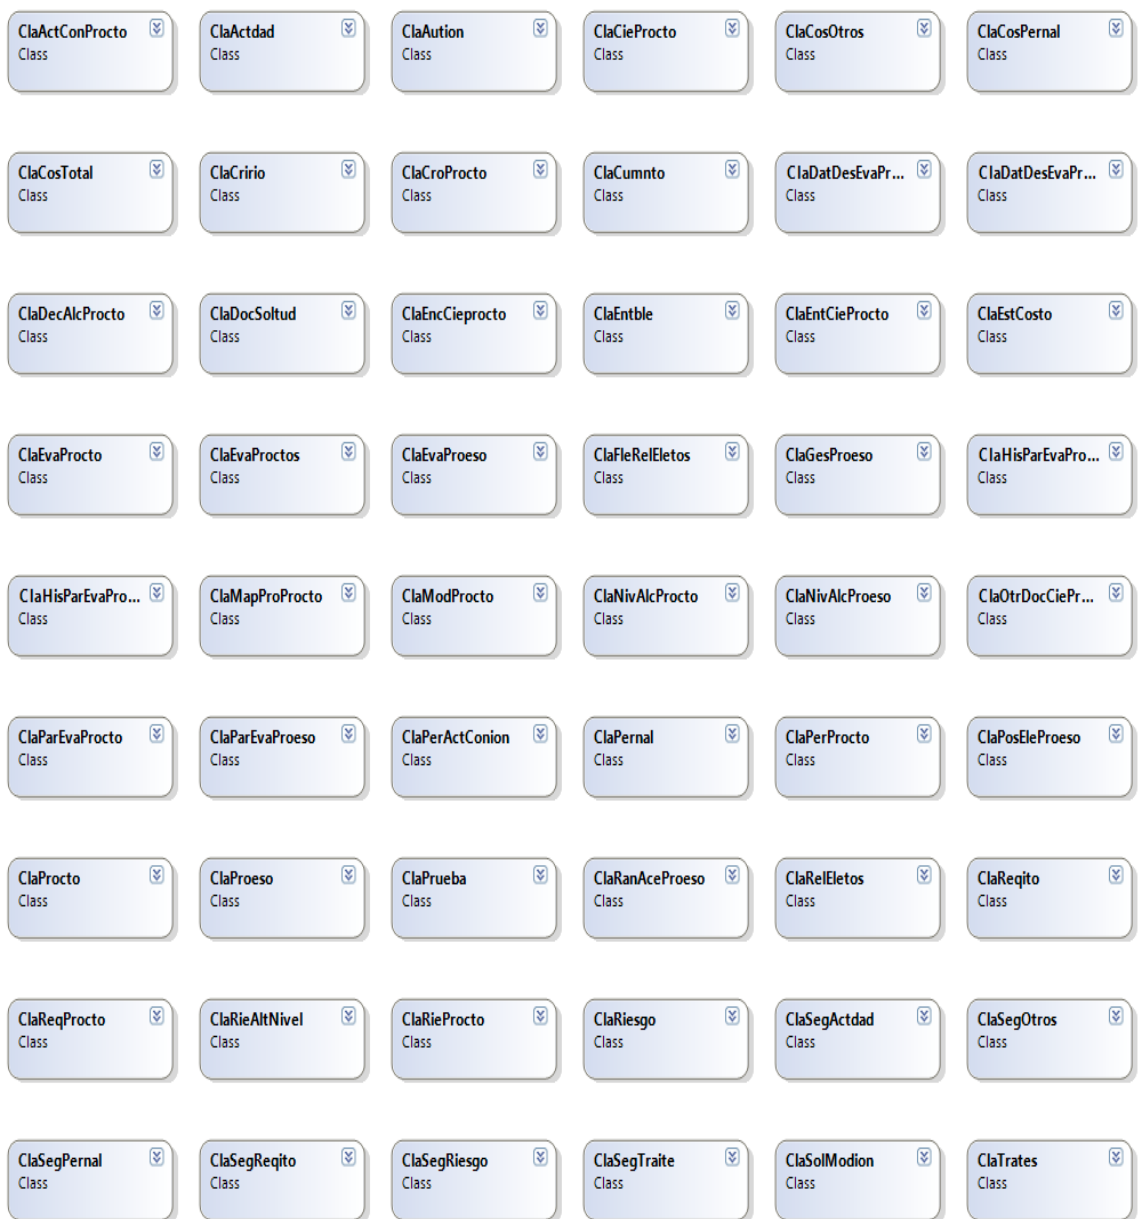 ClaActConProcto ClaActdad ClaAution ClaCieProcto ClaCosOtros ClaCosPernal
Class Class Class Class Class Class
ClaCosTotal ClaCririo ClaCroProcto ClaCumnto ClaDatDesEvaPr... ClaDatDesEvaPr...
Class Class Class Class Class Class
ClaDecAlcProcto ClaDocSoltud ClaEncCieprocto ClaEntble ClaEntCieProcto ClaEstCosto
Class Class Class Class Class Class
ClaEvaProcto ClaEvaProctos ClaEvaProeso ClaFleRelEletos ClaGesProeso ClaHisParEvaPro...
Class Class Class Class Class Class
ClaHisParEvaPro... ClaMapProProcto ClaModProcto ClaNivAlcProcto ClaNivAlcProeso ClaOtrDocCiePr...
Class Class Class Class Class Class
ClaParEvaProcto ClaParEvaProeso ClaPerActConion ClaPernal ClaPerProcto ClaPosEleProeso
Class Class Class Class Class Class
ClaProcto ClaProeso ClaPrueba ClaRanAceProeso ClaRelEletos ClaReqito
Class Class Class Class Class Class
ClaReqProcto ClaRieAltNivel ClaRieProcto ClaRiesgo ClaSegActdad ClaSegOtros
Class Class Class Class Class Class
ClaSegPernal ClaSegReqito ClaSegRiesgo ClaSegTraite ClaSolModion ClaTrates
Class Class Class Class Class Class